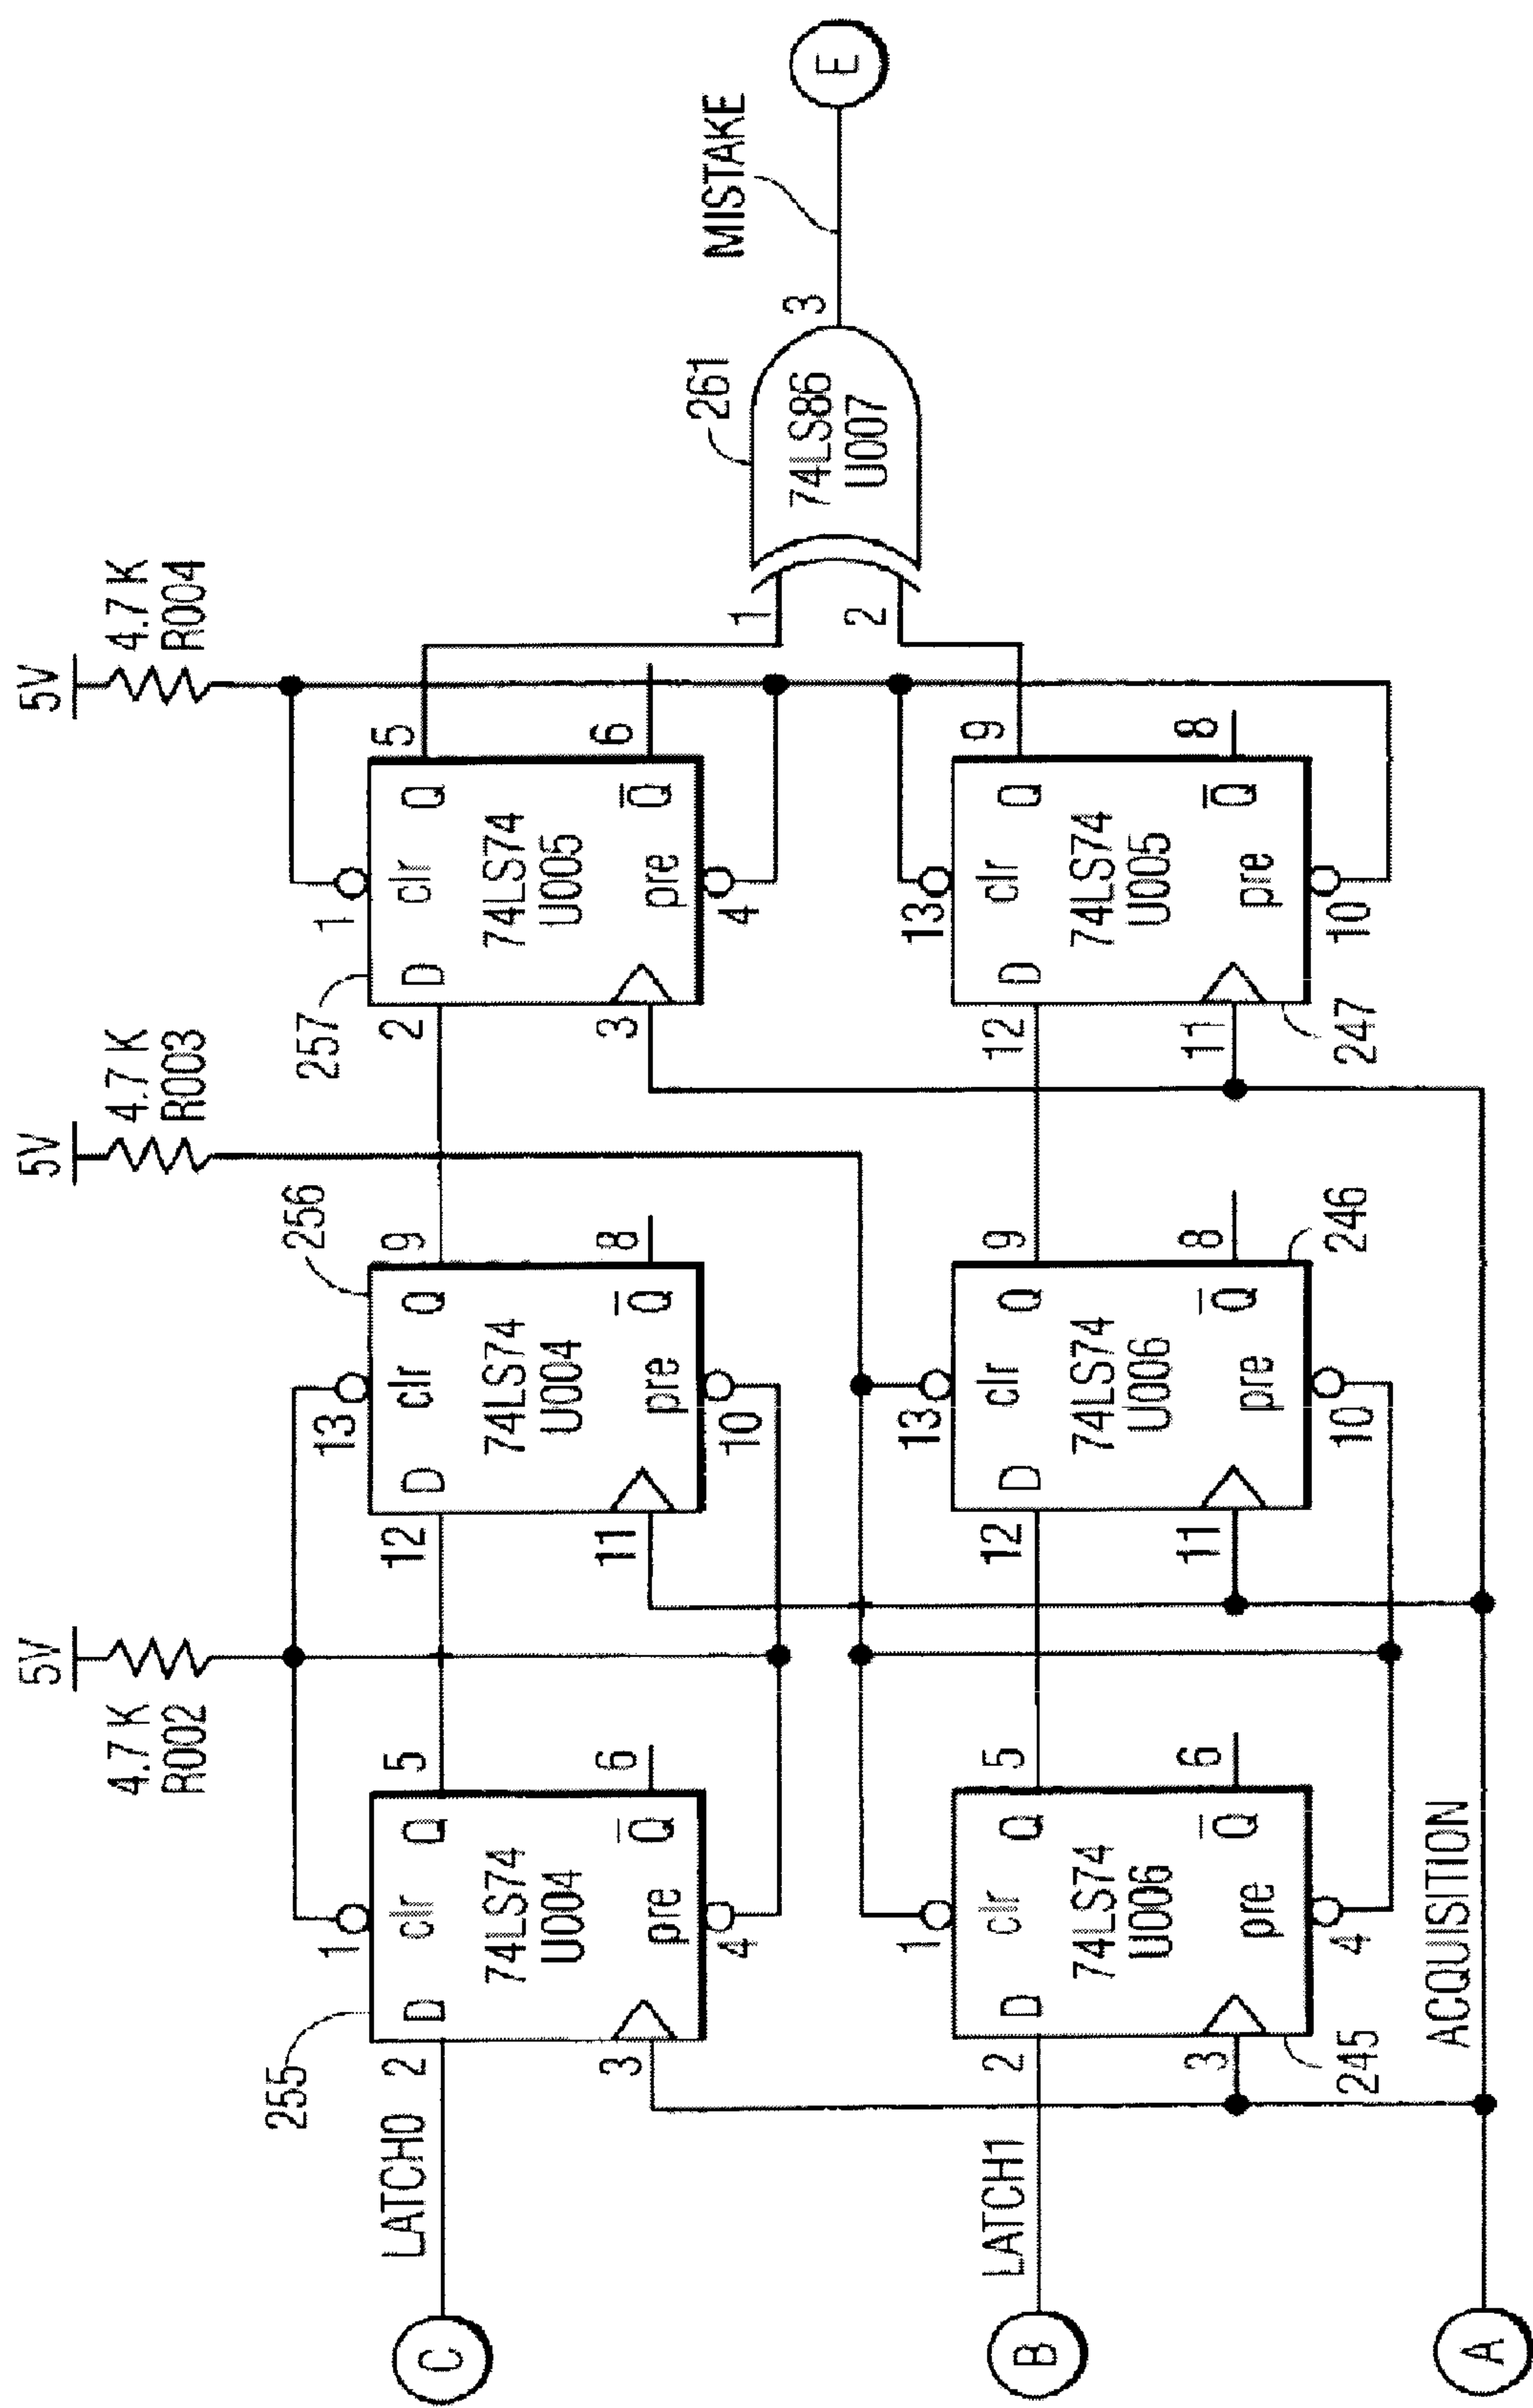 5V
4.7 K
R002
5V
4.7 K
R003
5V
4.7 K
R004
C
LATCH0
255
2
D
clr
Q
1
5
74LS74
U004
3
pre
Q̅
4
6
256
12
D
clr
Q
13
9
74LS74
U004
11
pre
Q̅
10
8
257
2
D
clr
Q
1
5
74LS74
U005
3
pre
Q̅
4
6
261
1
2
74LS86
U007
3
MISTAKE
E
B
LATCH1
245
2
D
clr
Q
1
5
74LS74
U006
3
pre
Q̅
4
6
246
12
D
clr
Q
13
9
74LS74
U006
11
pre
Q̅
10
8
247
12
D
clr
Q
13
9
74LS74
U005
11
pre
Q̅
10
8
A
ACQUISITION